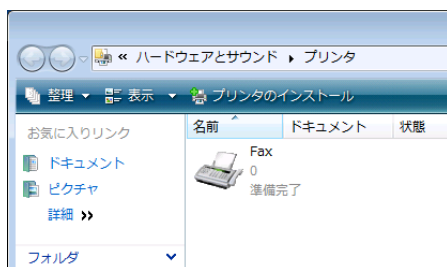 « ハードウェアとサウンド ▸ プリンタ
整理 ▼ 表示 ▼ プリンタのインストール
お気に入りリンク
ドキュメント
ピクチャ
詳細 »
フォルダ
名前 ドキュメント 状態
Fax
0
準備完了